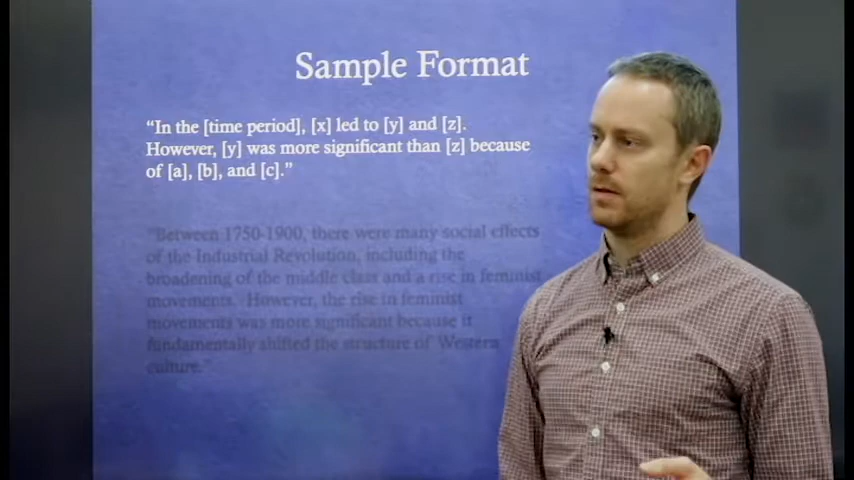 Sample Format
“In the [time period], [x] led to [y] and [z].
However, [y] was more significant than [z] because
of [a], [b], and [c].”
“Between 1750-1900, there were many social effects
of the Industrial Revolution, including the
broadening of the middle class and a rise in feminist
movements. However, the rise in feminist
movements was more significant because it
fundamentally shifted the structure of Western
culture.”